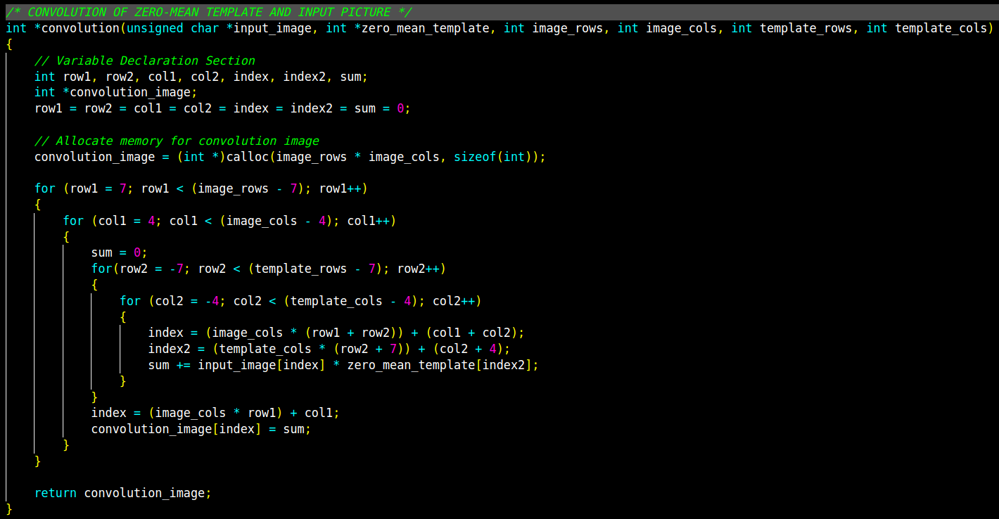 /* CONVOLUTION OF ZERO-MEAN TEMPLATE AND INPUT PICTURE */
int *convolution(unsigned char *input_image, int *zero_mean_template, int image_rows, int image_cols, int template_rows, int template_cols)
{
    // Variable Declaration Section
    int row1, row2, col1, col2, index, index2, sum;
    int *convolution_image;
    row1 = row2 = col1 = col2 = index = index2 = sum = 0;

    // Allocate memory for convolution image
    convolution_image = (int *)calloc(image_rows * image_cols, sizeof(int));

    for (row1 = 7; row1 < (image_rows - 7); row1++)
    {
        for (col1 = 4; col1 < (image_cols - 4); col1++)
        {
            sum = 0;
            for(row2 = -7; row2 < (template_rows - 7); row2++)
            {
                for (col2 = -4; col2 < (template_cols - 4); col2++)
                {
                    index = (image_cols * (row1 + row2)) + (col1 + col2);
                    index2 = (template_cols * (row2 + 7)) + (col2 + 4);
                    sum += input_image[index] * zero_mean_template[index2];
                }
            }
            index = (image_cols * row1) + col1;
            convolution_image[index] = sum;
        }
    }

    return convolution_image;
}